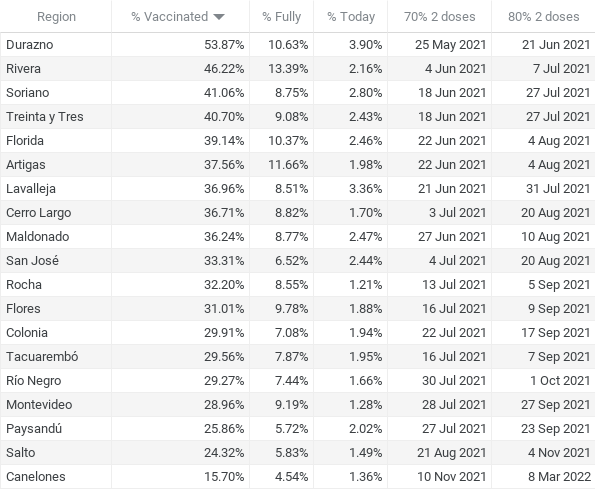 Region % Vaccinated % Fully % Today 70% 2 doses 80% 2 doses
Durazno 53.87% 10.63% 3.90% 25 May 2021 21 Jun 2021
Rivera 46.22% 13.39% 2.16% 4 Jun 2021 7 Jul 2021
Soriano 41.06% 8.75% 2.80% 18 Jun 2021 27 Jul 2021
Treinta y Tres 40.70% 9.08% 2.43% 18 Jun 2021 27 Jul 2021
Florida 39.14% 10.37% 2.46% 22 Jun 2021 4 Aug 2021
Artigas 37.56% 11.66% 1.98% 22 Jun 2021 4 Aug 2021
Lavalleja 36.96% 8.51% 3.36% 21 Jun 2021 31 Jul 2021
Cerro Largo 36.71% 8.82% 1.70% 3 Jul 2021 20 Aug 2021
Maldonado 36.24% 8.77% 2.47% 27 Jun 2021 10 Aug 2021
San José 33.31% 6.52% 2.44% 4 Jul 2021 20 Aug 2021
Rocha 32.20% 8.55% 1.21% 13 Jul 2021 5 Sep 2021
Flores 31.01% 9.78% 1.88% 16 Jul 2021 9 Sep 2021
Colonia 29.91% 7.08% 1.94% 22 Jul 2021 17 Sep 2021
Tacuarembó 29.56% 7.87% 1.95% 16 Jul 2021 7 Sep 2021
Río Negro 29.27% 7.44% 1.66% 30 Jul 2021 1 Oct 2021
Montevideo 28.96% 9.19% 1.28% 28 Jul 2021 27 Sep 2021
Paysandú 25.86% 5.72% 2.02% 27 Jul 2021 23 Sep 2021
Salto 24.32% 5.83% 1.49% 21 Aug 2021 4 Nov 2021
Canelones 15.70% 4.54% 1.36% 10 Nov 2021 8 Mar 2022